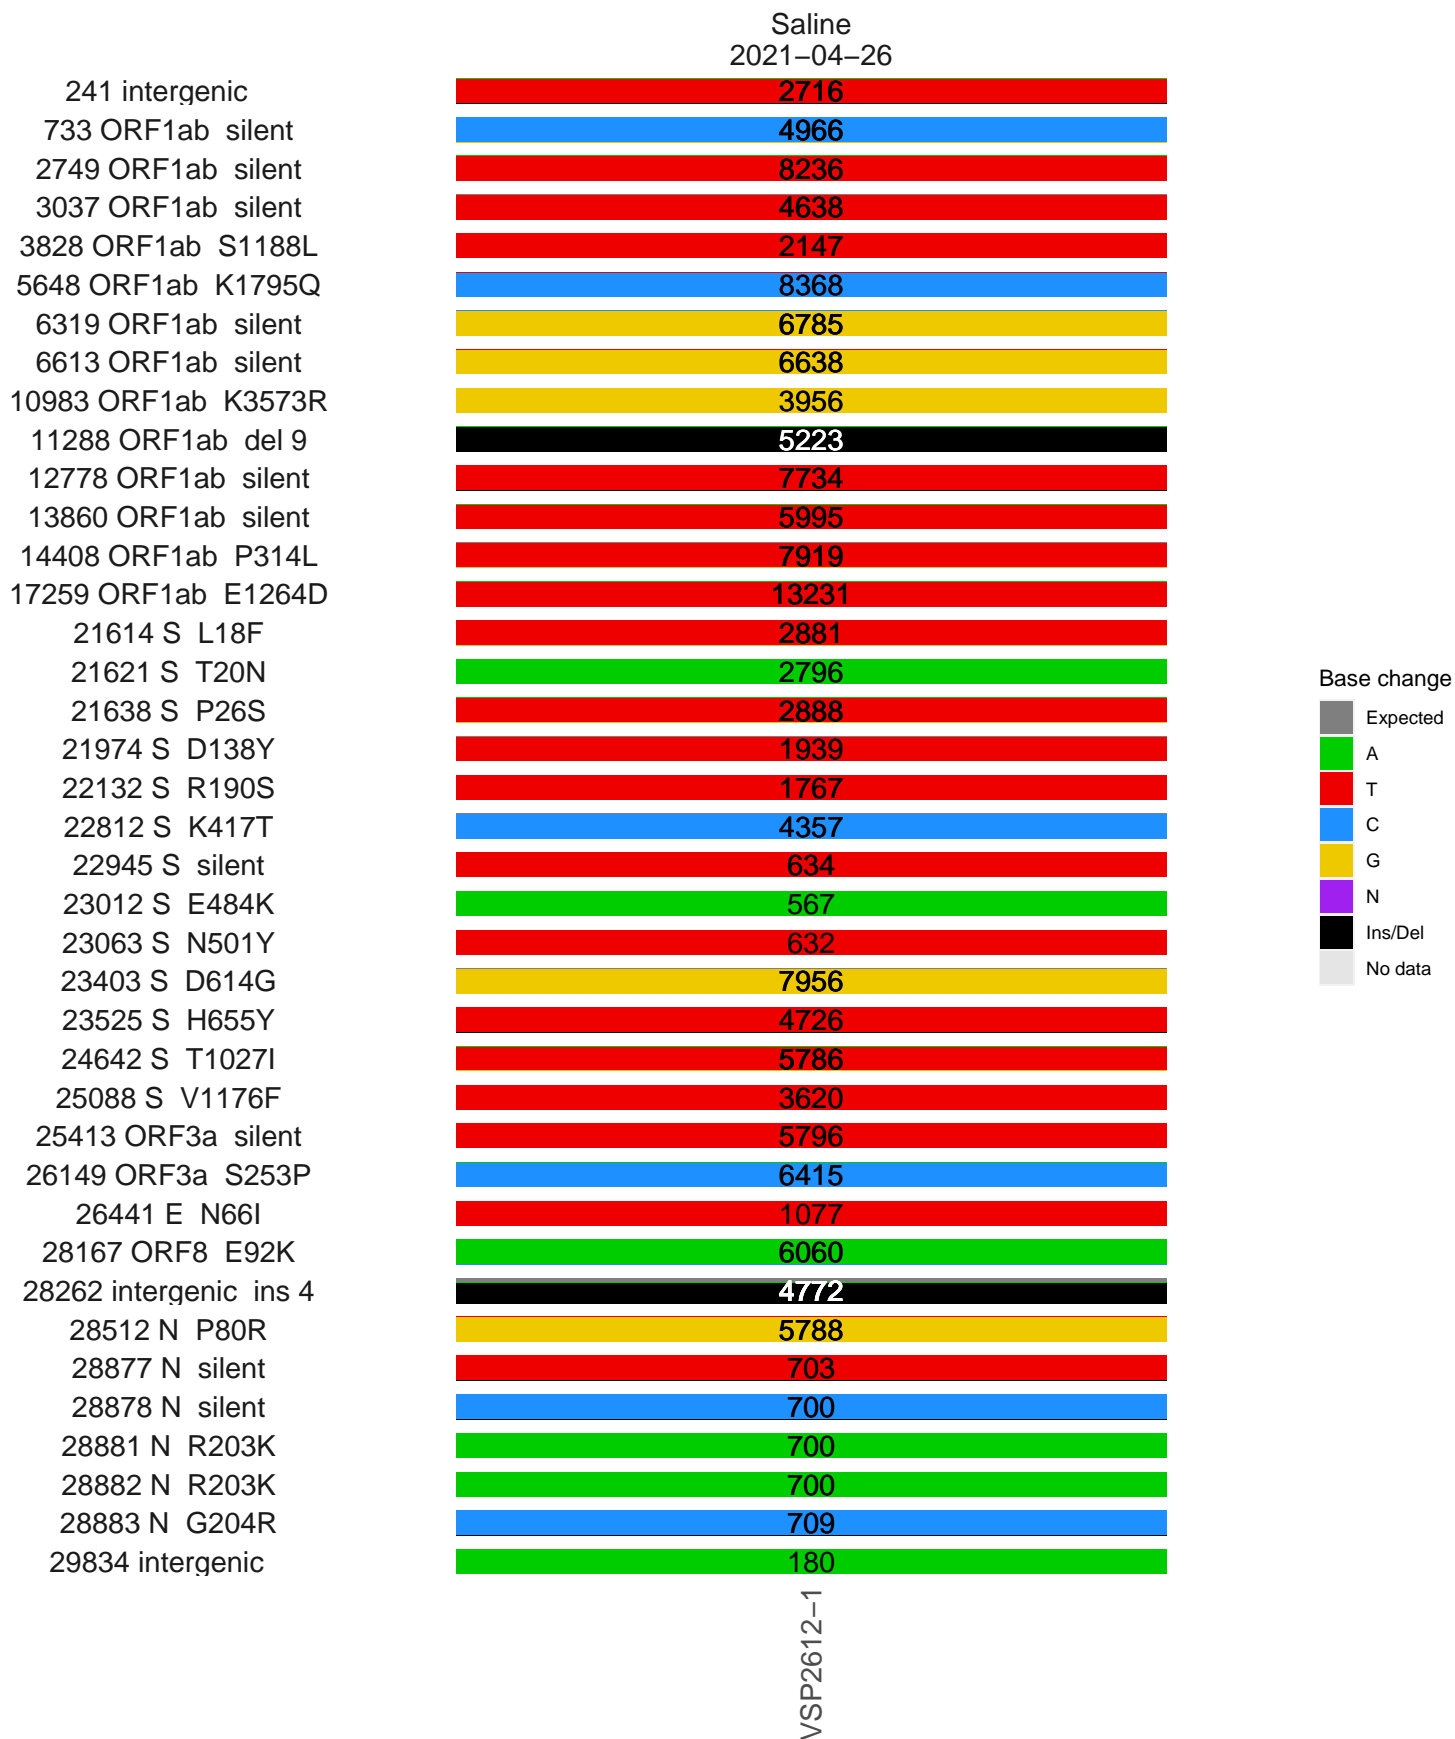 Saline
2021−04−26
241 intergenic 2716
733 ORF1ab silent 4966
2749 ORF1ab silent 8236
3037 ORF1ab silent 4638
3828 ORF1ab S1188L 2147
5648 ORF1ab K1795Q 8368
6319 ORF1ab silent 6785
6613 ORF1ab silent 6638
10983 ORF1ab K3573R 3956
11288 ORF1ab del 9 5223
12778 ORF1ab silent 7734
13860 ORF1ab silent 5995
14408 ORF1ab P314L 7919
17259 ORF1ab E1264D 13231
21614 S L18F 2881
21621 S T20N 2796
21638 S P26S 2888
21974 S D138Y 1939
22132 S R190S 1767
22812 S K417T 4357
22945 S silent 634
23012 S E484K 567
23063 S N501Y 632
23403 S D614G 7956
23525 S H655Y 4726
24642 S T1027I 5786
25088 S V1176F 3620
25413 ORF3a silent 5796
26149 ORF3a S253P 6415
26441 E N66I 1077
28167 ORF8 E92K 6060
28262 intergenic ins 4 4772
28512 N P80R 5788
28877 N silent 703
28878 N silent 700
28881 N R203K 700
28882 N R203K 700
28883 N G204R 709
29834 intergenic 180
VSP2612−1
Base change
Expected
A
T
C
G
N
Ins/Del
No data